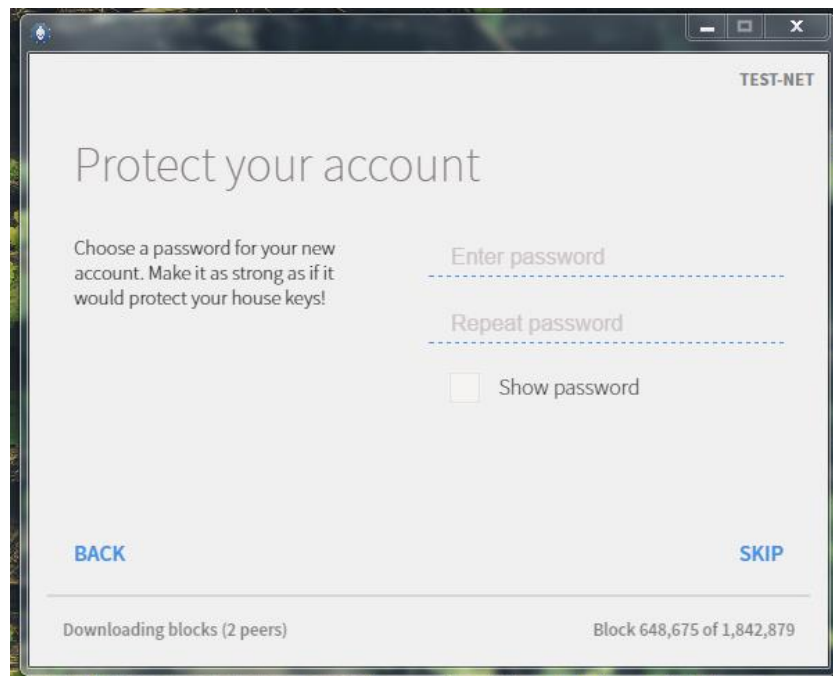 TEST-NET
Protect your account
Choose a password for your new
account. Make it as strong as if it
would protect your house keys!
Enter password
Repeat password
Show password
BACK
SKIP
Downloading blocks (2 peers)
Block 648,675 of 1,842,879